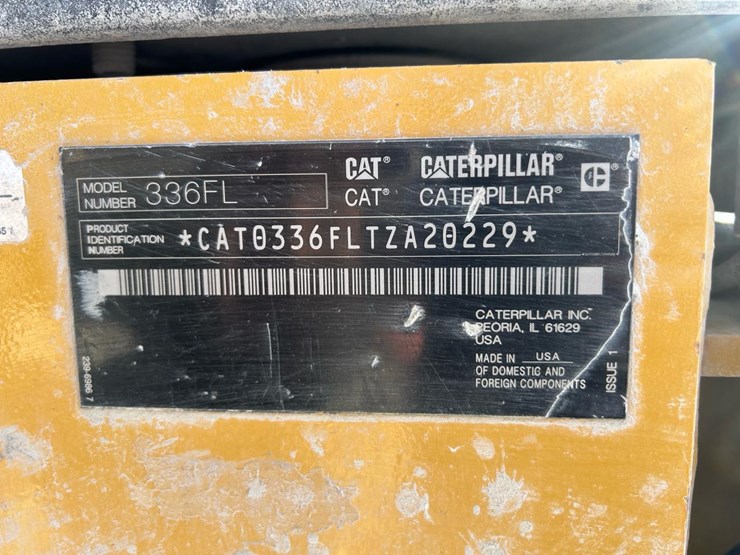 CAT® CATERPILLAR®
MODEL NUMBER 336FL
CAT® CATERPILLAR®
PRODUCT IDENTIFICATION NUMBER *CAT0336FLTZA20229*
CATERPILLAR INC.
PEORIA, IL 61629
USA
MADE IN USA
OF DOMESTIC AND
FOREIGN COMPONENTS
239-6986 7
ISSUE 1